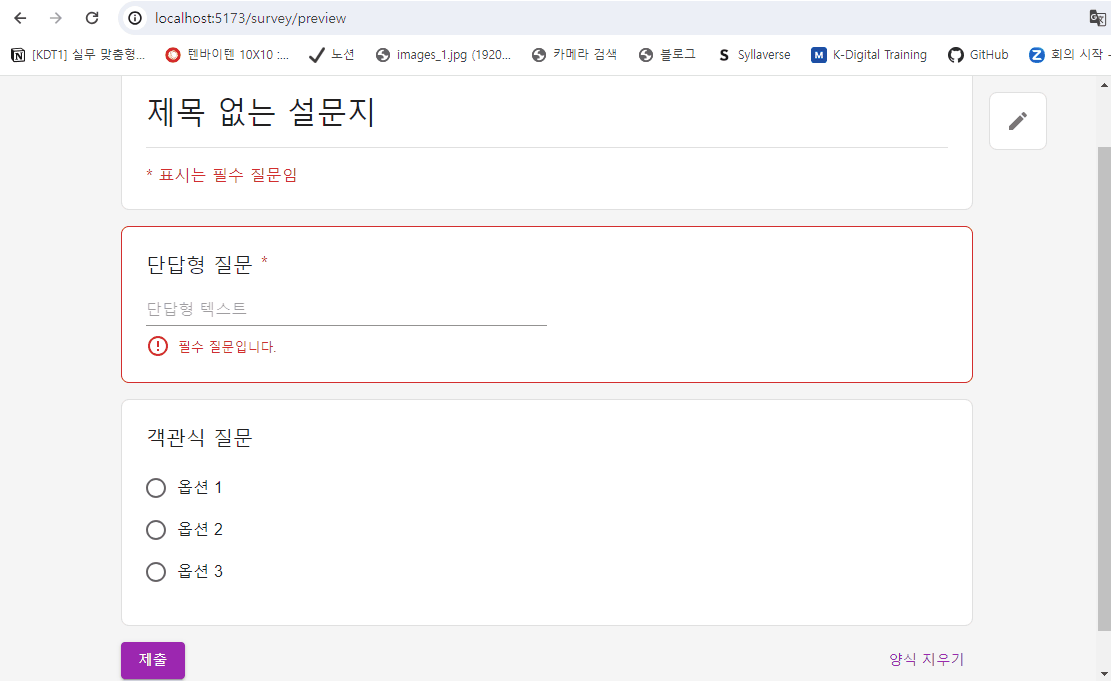 localhost:5173/survey/preview
[KDT1] 실무 맞춤형... 텐바이텐 10X10 :... 노션 images_1.jpg (1920... 카메라 검색 블로그 Syllaverse K-Digital Training GitHub 회의 시작 -
제목 없는 설문지
* 표시는 필수 질문임
단답형 질문 *
단답형 텍스트
필수 질문입니다.
객관식 질문
옵션 1
옵션 2
옵션 3
제출 양식 지우기